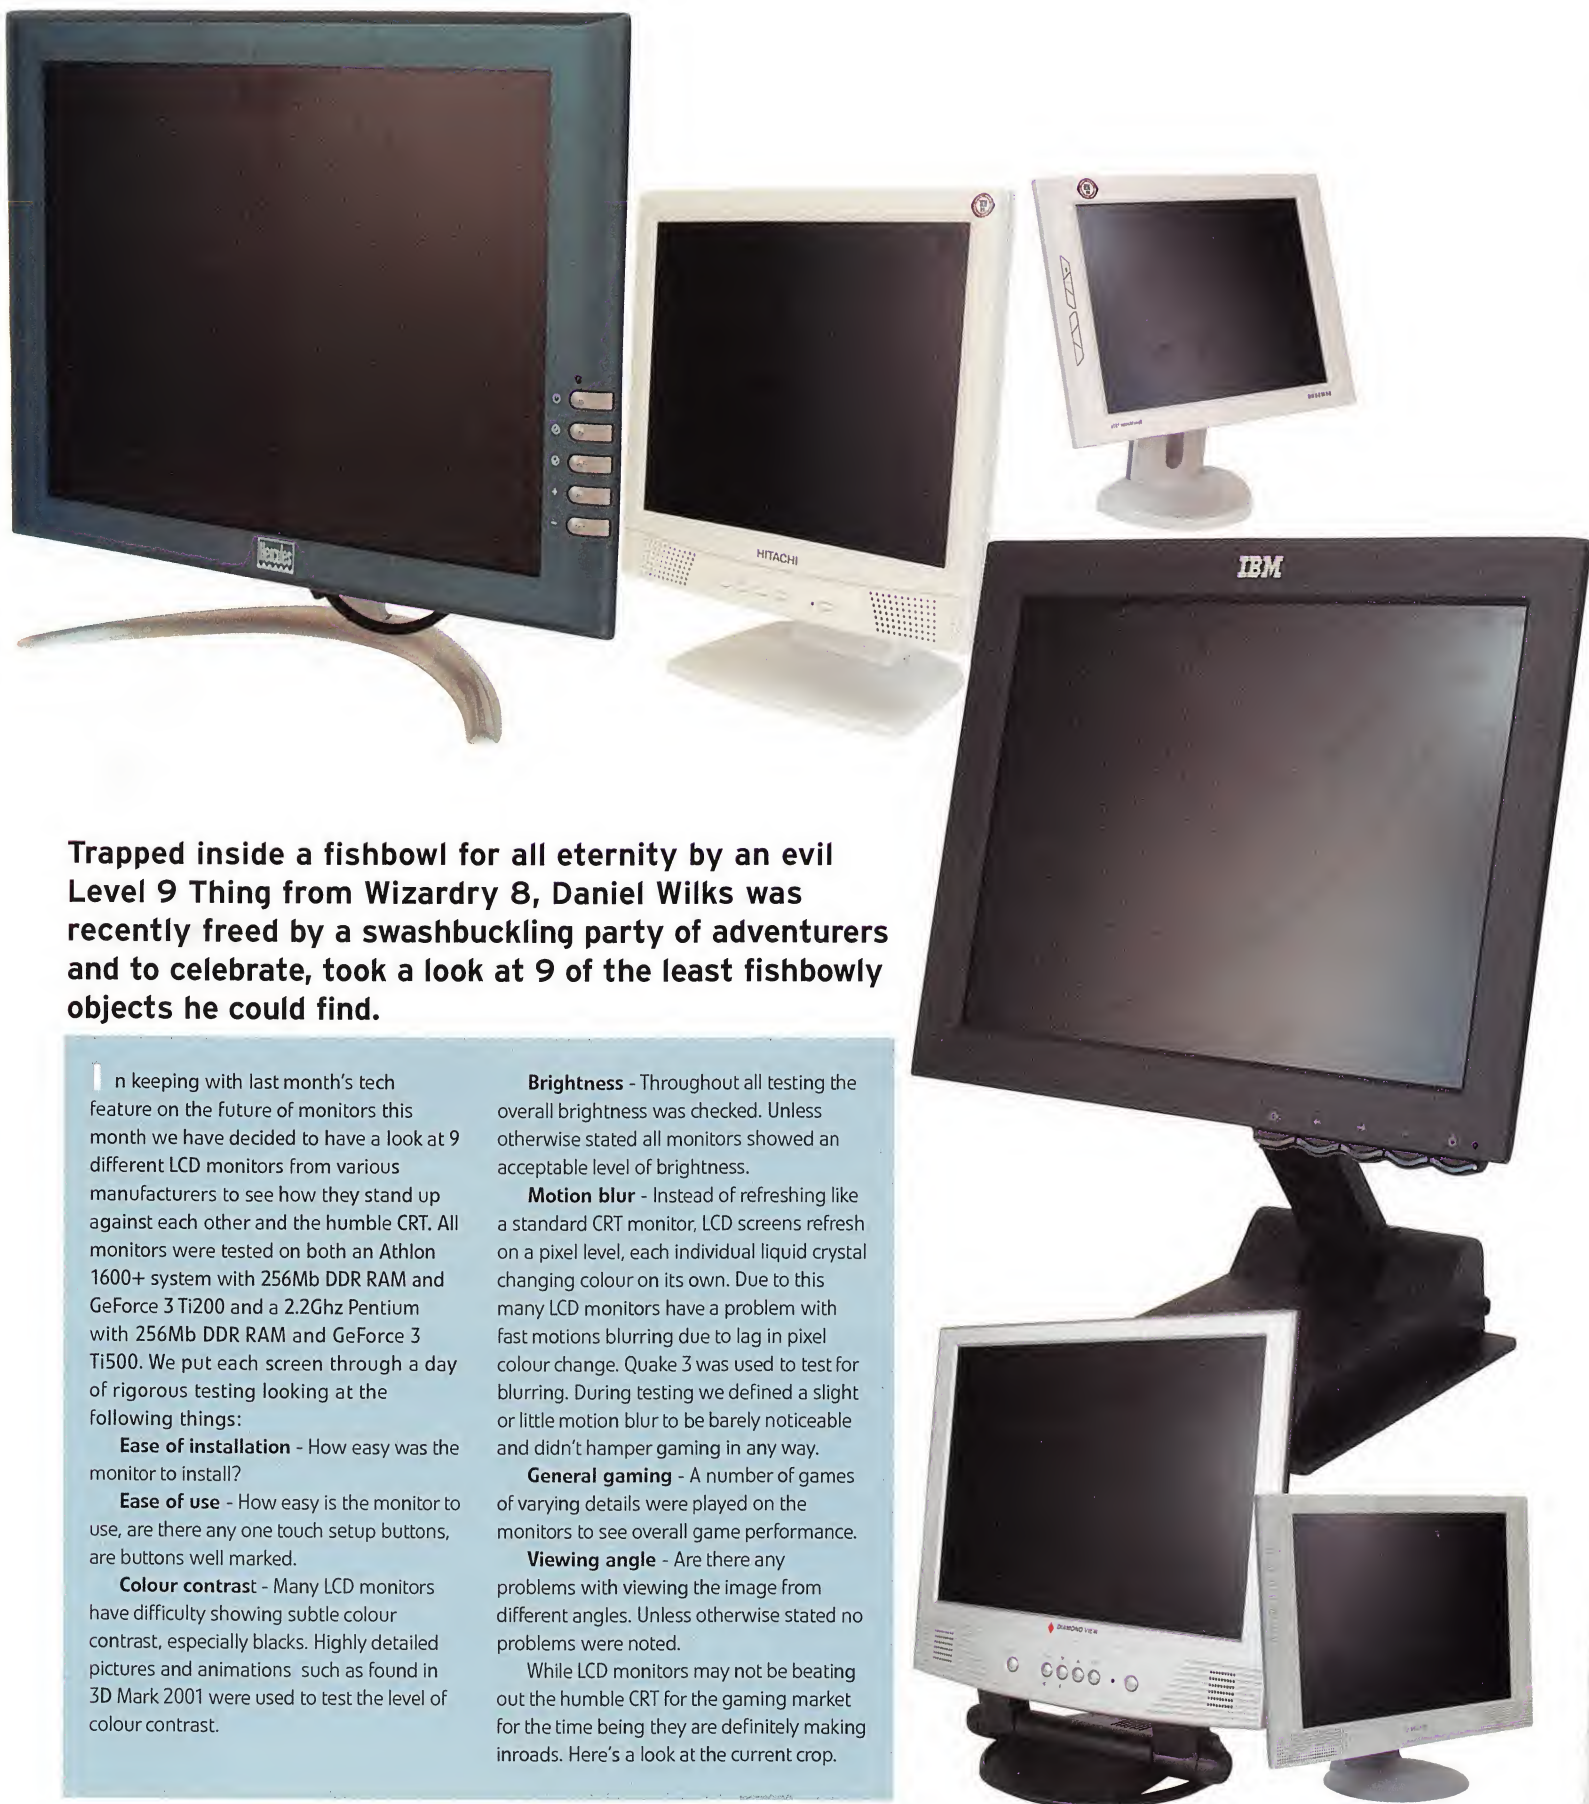 Hercules
HITACHI
IBM
Trapped inside a fishbowl for all eternity by an evil
Level 9 Thing from Wizardry 8, Daniel Wilks was
recently freed by a swashbuckling party of adventurers
and to celebrate, took a look at 9 of the least fishbowly
objects he could find.
In keeping with last month's tech
feature on the future of monitors this
month we have decided to have a look at 9
different LCD monitors from various
manufacturers to see how they stand up
against each other and the humble CRT. All
monitors were tested on both an Athlon
1600+ system with 256Mb DDR RAM and
GeForce 3 Ti200 and a 2.2Ghz Pentium
with 256Mb DDR RAM and GeForce 3
Ti500. We put each screen through a day
of rigorous testing looking at the
following things:
Ease of installation - How easy was the
monitor to install?
Ease of use - How easy is the monitor to
use, are there any one touch setup buttons,
are buttons well marked.
Colour contrast - Many LCD monitors
have difficulty showing subtle colour
contrast, especially blacks. Highly detailed
pictures and animations such as found in
3D Mark 2001 were used to test the level of
colour contrast.
Brightness - Throughout all testing the
overall brightness was checked. Unless
otherwise stated all monitors showed an
acceptable level of brightness.
Motion blur - Instead of refreshing like
a standard CRT monitor, LCD screens refresh
on a pixel level, each individual liquid crystal
changing colour on its own. Due to this
many LCD monitors have a problem with
fast motions blurring due to lag in pixel
colour change. Quake 3 was used to test for
blurring. During testing we defined a slight
or little motion blur to be barely noticeable
and didn't hamper gaming in any way.
General gaming - A number of games
of varying details were played on the
monitors to see overall game performance.
Viewing angle - Are there any
problems with viewing the image from
different angles. Unless otherwise stated no
problems were noted.
While LCD monitors may not be beating
out the humble CRT for the gaming market
for the time being they are definitely making
inroads. Here's a look at the current crop.
DIAMOND VIEW